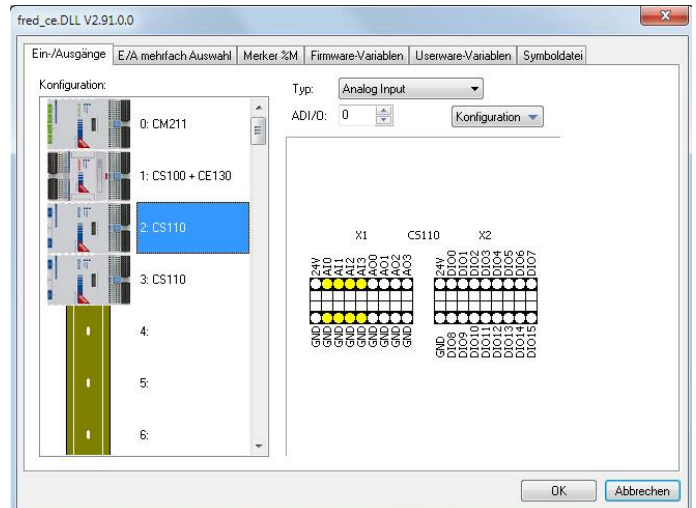 fred_ce.DLL V2.91.0.0
Ein-/Ausgänge E/A mehrfach Auswahl Merker %M Firmware-Variablen Userware-Variablen Symboldatei
Konfiguration:
Typ: Analog Input
ADI/O: 0 Konfiguration
0: CM211
1: CS100 + CE130
2: CS110
3: CS110
4:
5:
6:
X1 CS110 X2
24V AI0 AI1 AI2 AI3 AO0 AO1 AO2 AO3
24V DIO0 DIO1 DIO2 DIO3 DIO4 DIO5 DIO6 DIO7
GND GND GND GND GND GND GND GND GND
GND DIO8 DIO9 DIO10 DIO11 DIO12 DIO13 DIO14 DIO15
OK Abbrechen